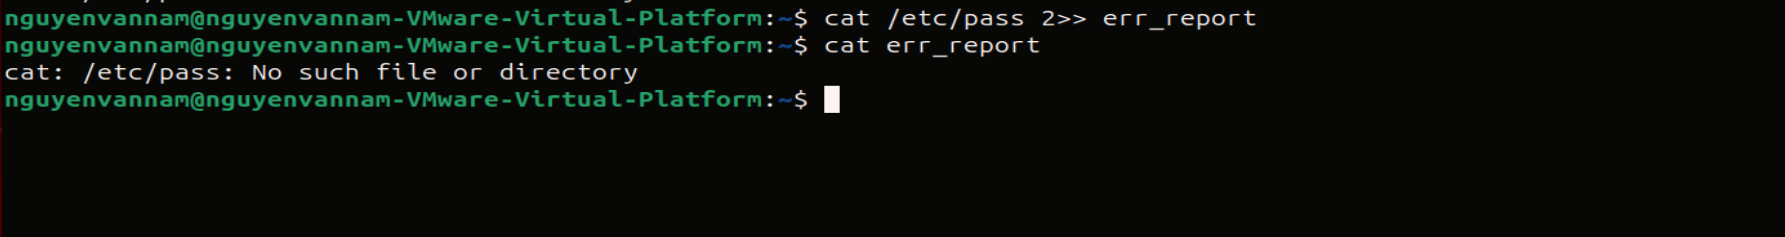 nguyenvannam@nguyenvannam-VMware-Virtual-Platform:~$ cat /etc/pass 2>> err_report
nguyenvannam@nguyenvannam-VMware-Virtual-Platform:~$ cat err_report
cat: /etc/pass: No such file or directory
nguyenvannam@nguyenvannam-VMware-Virtual-Platform:~$